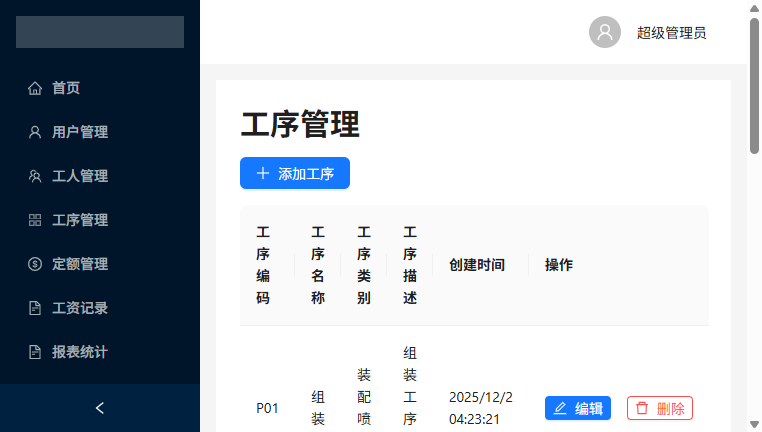 超级管理员
首页
用户管理
工人管理
工序管理
定额管理
工资记录
报表统计
工序管理
添加工序
工序编码
工序名称
工序类别
工序描述
创建时间
操作
P01
组装
装配喷
组装工序
2025/12/2
04:23:21
编辑
删除